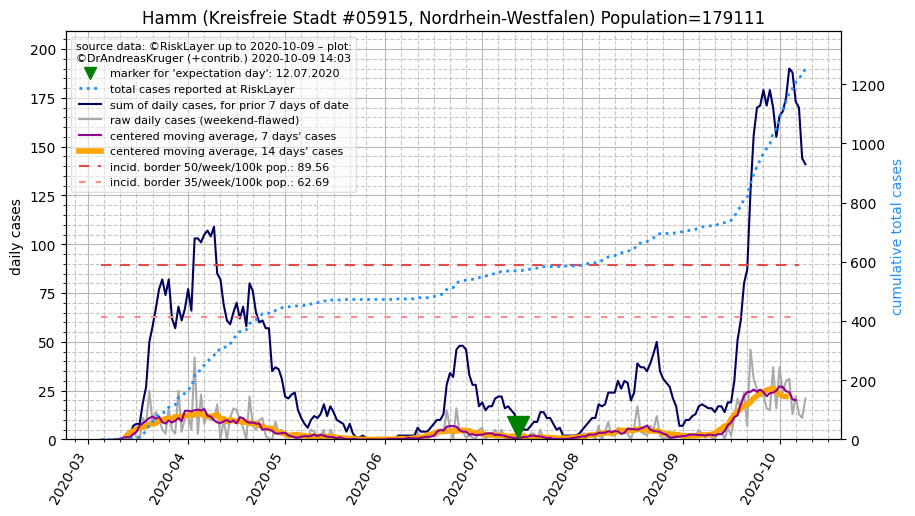 Hamm (Kreisfreie Stadt #05915, Nordrhein-Westfalen) Population=179111
source data: ©RiskLayer up to 2020-10-09 – plot:
©DrAndreasKruger (+contrib.) 2020-10-09 14:03
marker for 'expectation day': 12.07.2020
total cases reported at RiskLayer
sum of daily cases, for prior 7 days of date
raw daily cases (weekend-flawed)
centered moving average, 7 days' cases
centered moving average, 14 days' cases
incid. border 50/week/100k pop.: 89.56
incid. border 35/week/100k pop.: 62.69
daily cases
200
175
150
125
100
75
50
25
0
cumulative total cases
1200
1000
800
600
400
200
0
2020-03
2020-04
2020-05
2020-06
2020-07
2020-08
2020-09
2020-10